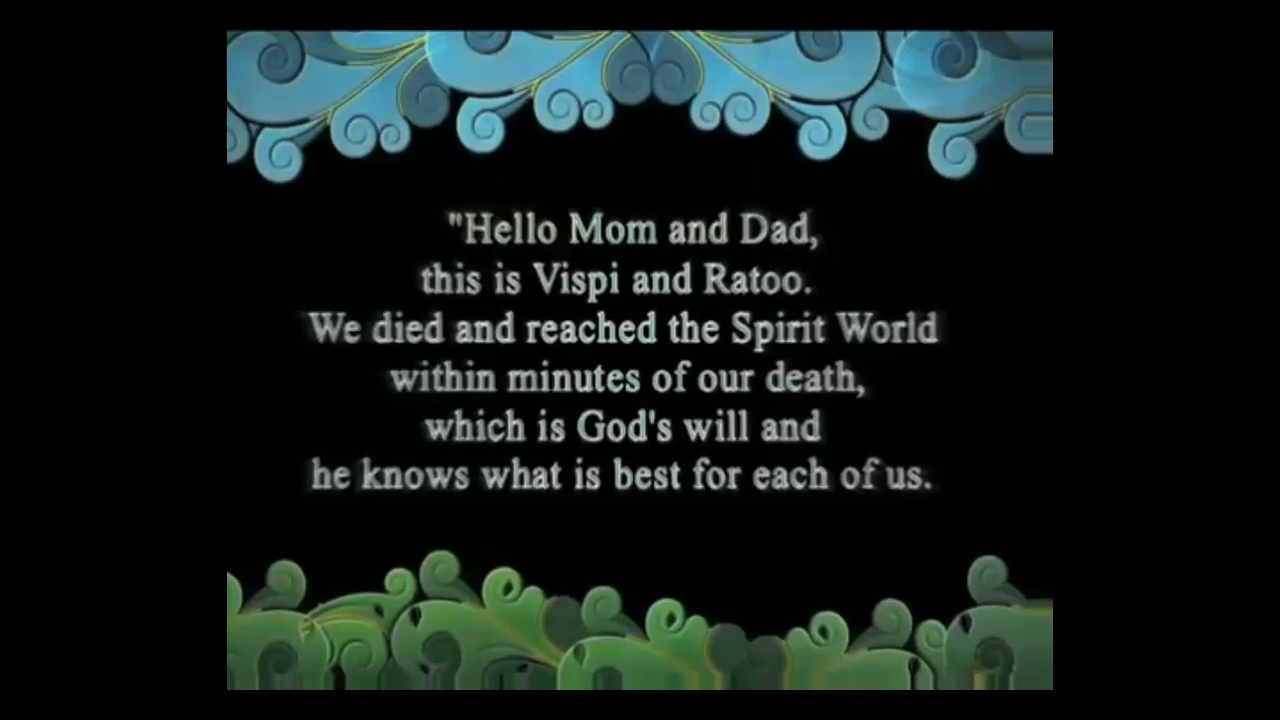 "Hello Mom and Dad,
this is Vispi and Ratoo.
We died and reached the Spirit World
within minutes of our death,
which is God's will and
he knows what is best for each of us.